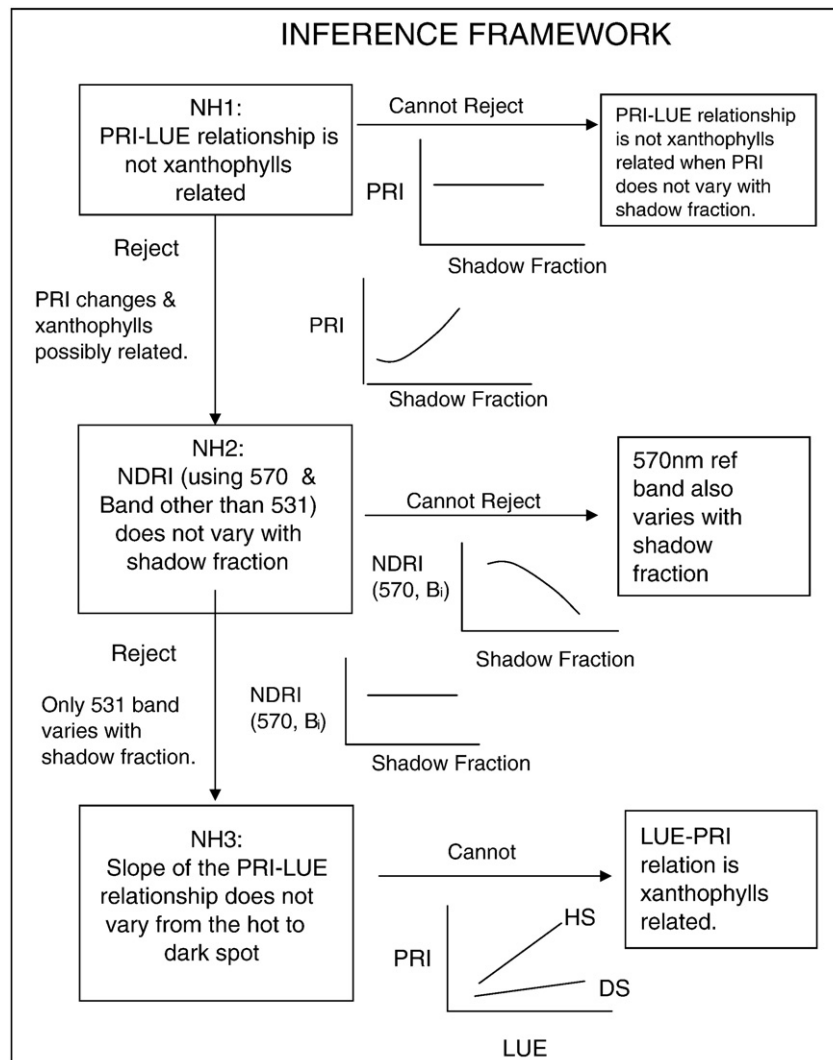 INFERENCE FRAMEWORK
NH1:
PRI-LUE relationship is
not xanthophylls
related
Cannot Reject
PRI
Shadow Fraction
PRI-LUE relationship
is not xanthophylls
related when PRI
does not vary with
shadow fraction.
Reject
PRI changes &
xanthophylls
possibly related.
PRI
Shadow Fraction
NH2:
NDRI (using 570 &
Band other than 531)
does not vary with
shadow fraction
Cannot Reject
NDRI
(570, Bi)
Shadow Fraction
570nm ref
band also
varies with
shadow
fraction
Reject
Only 531 band
varies with
shadow fraction.
NDRI
(570, Bi)
Shadow Fraction
NH3:
Slope of the PRI-LUE
relationship does not
vary from the hot to
dark spot
Cannot
PRI
HS
DS
LUE
LUE-PRI
relation is
xanthophylls
related.